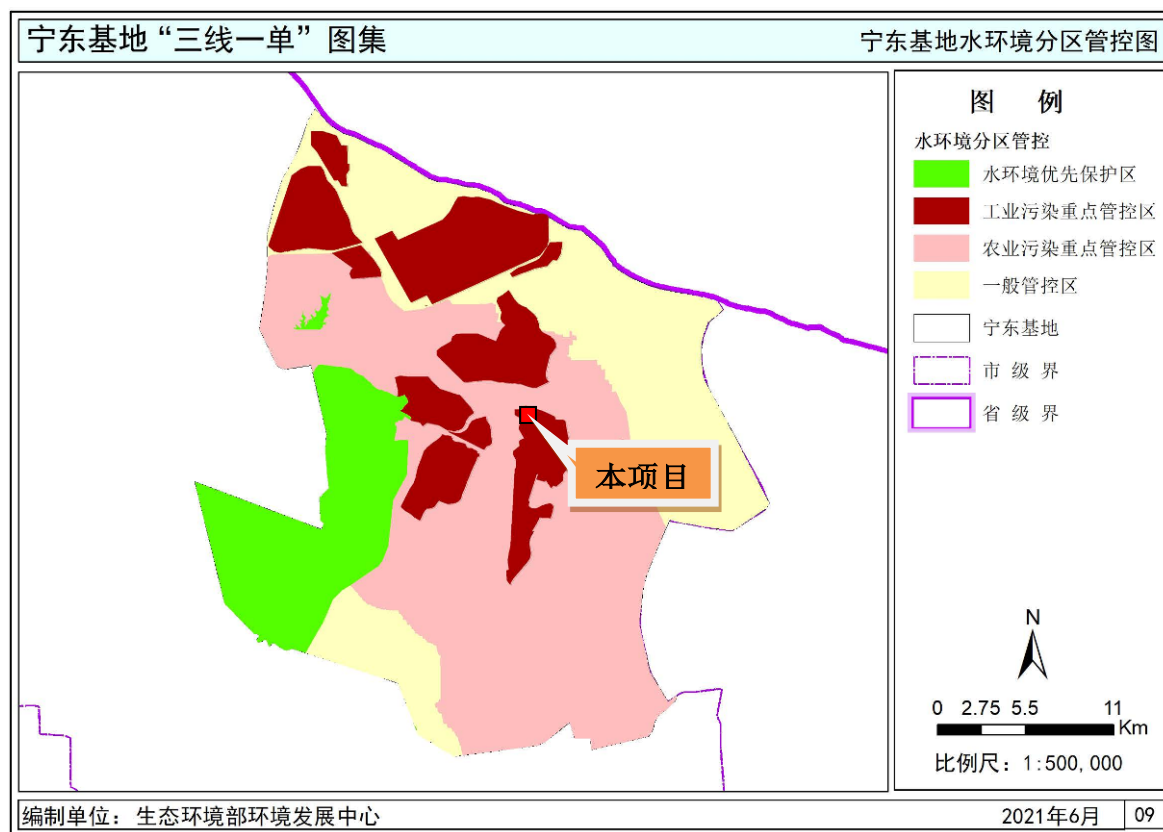 宁东基地“三线一单”图集
宁东基地水环境分区管控图
图 例
水环境分区管控
水环境优先保护区
工业污染重点管控区
农业污染重点管控区
一般管控区
宁东基地
市 级 界
省 级 界
本项目
N
0 2.75 5.5 11
Km
比例尺：1:500,000
编制单位：生态环境部环境发展中心
2021年6月
09